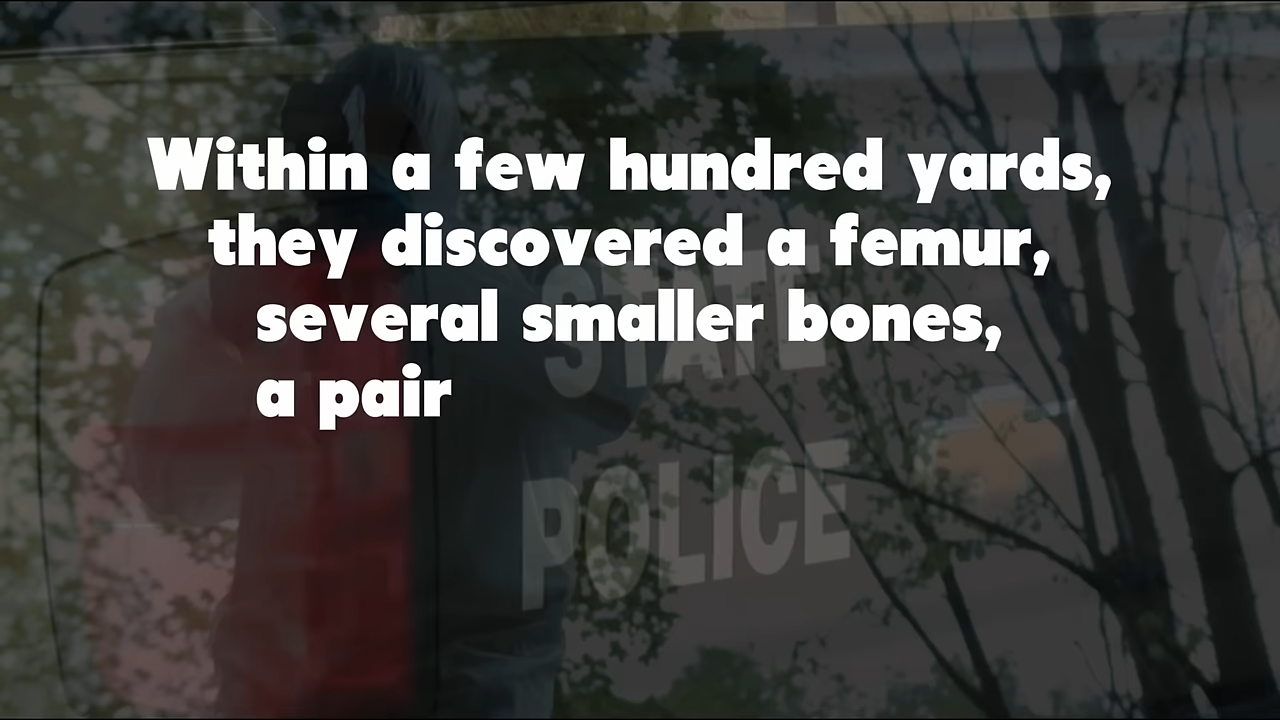 Within a few hundred yards,
they discovered a femur,
several smaller bones,
a pair
STATE
POLICE